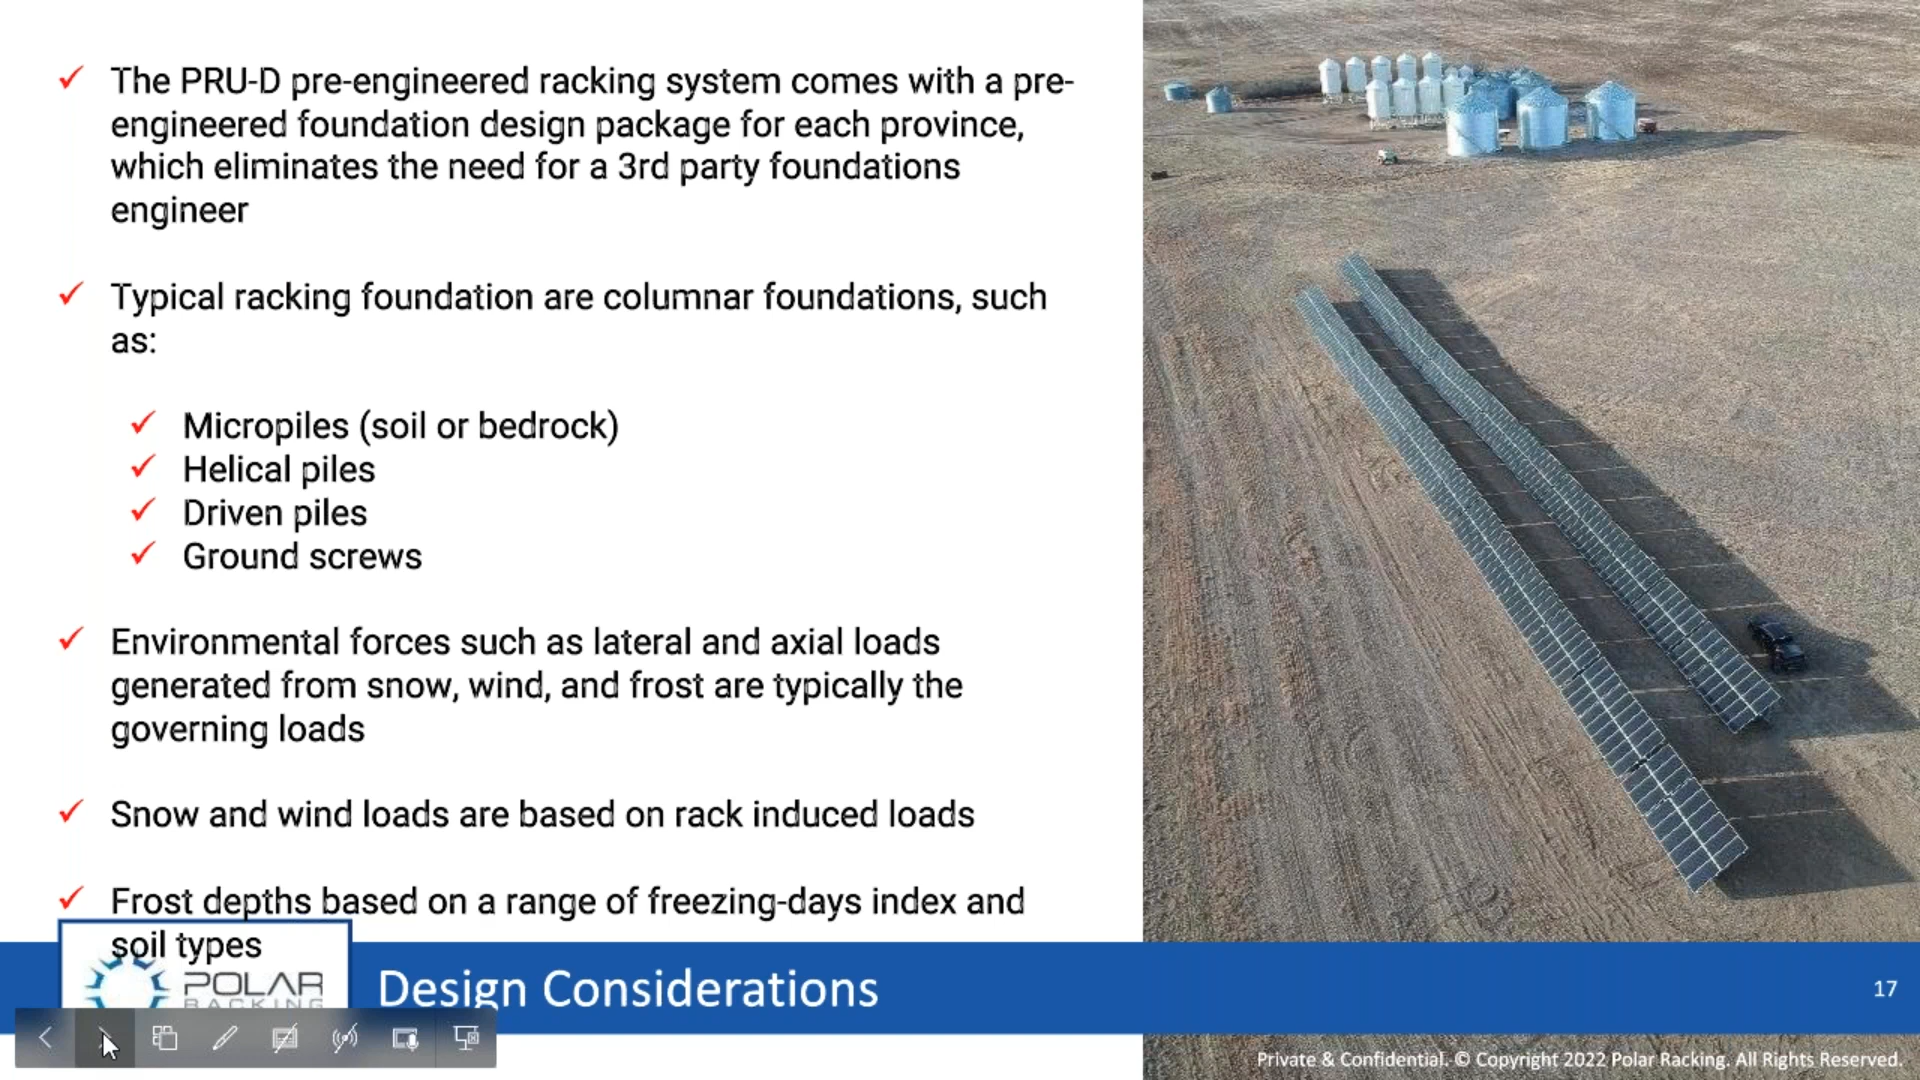 The PRU-D pre-engineered racking system comes with a pre-
engineered foundation design package for each province,
which eliminates the need for a 3rd party foundations
engineer
Typical racking foundation are columnar foundations, such
as:
Micropiles (soil or bedrock)
Helical piles
Driven piles
Ground screws
Environmental forces such as lateral and axial loads
generated from snow, wind, and frost are typically the
governing loads
Snow and wind loads are based on rack induced loads
Frost depths based on a range of freezing-days index and
soil types
POLAR
RACKING
Design Considerations
17
Private & Confidential. © Copyright 2022 Polar Racking. All Rights Reserved.